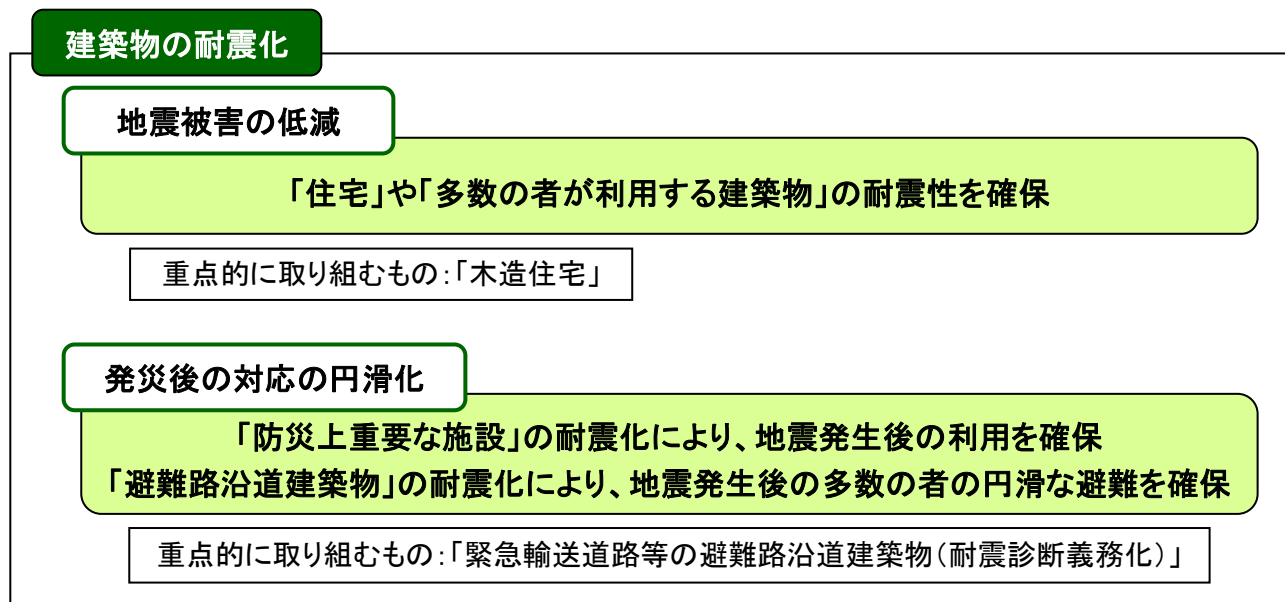 建築物の耐震化
地震被害の低減
「住宅」や「多数の者が利用する建築物」の耐震性を確保
重点的に取り組むもの：「木造住宅」
発災後の対応の円滑化
「防災上重要な施設」の耐震化により、地震発生後の利用を確保
「避難路沿道建築物」の耐震化により、地震発生後の多数の者の円滑な避難を確保
重点的に取り組むもの：「緊急輸送道路等の避難路沿道建築物（耐震診断義務化）」